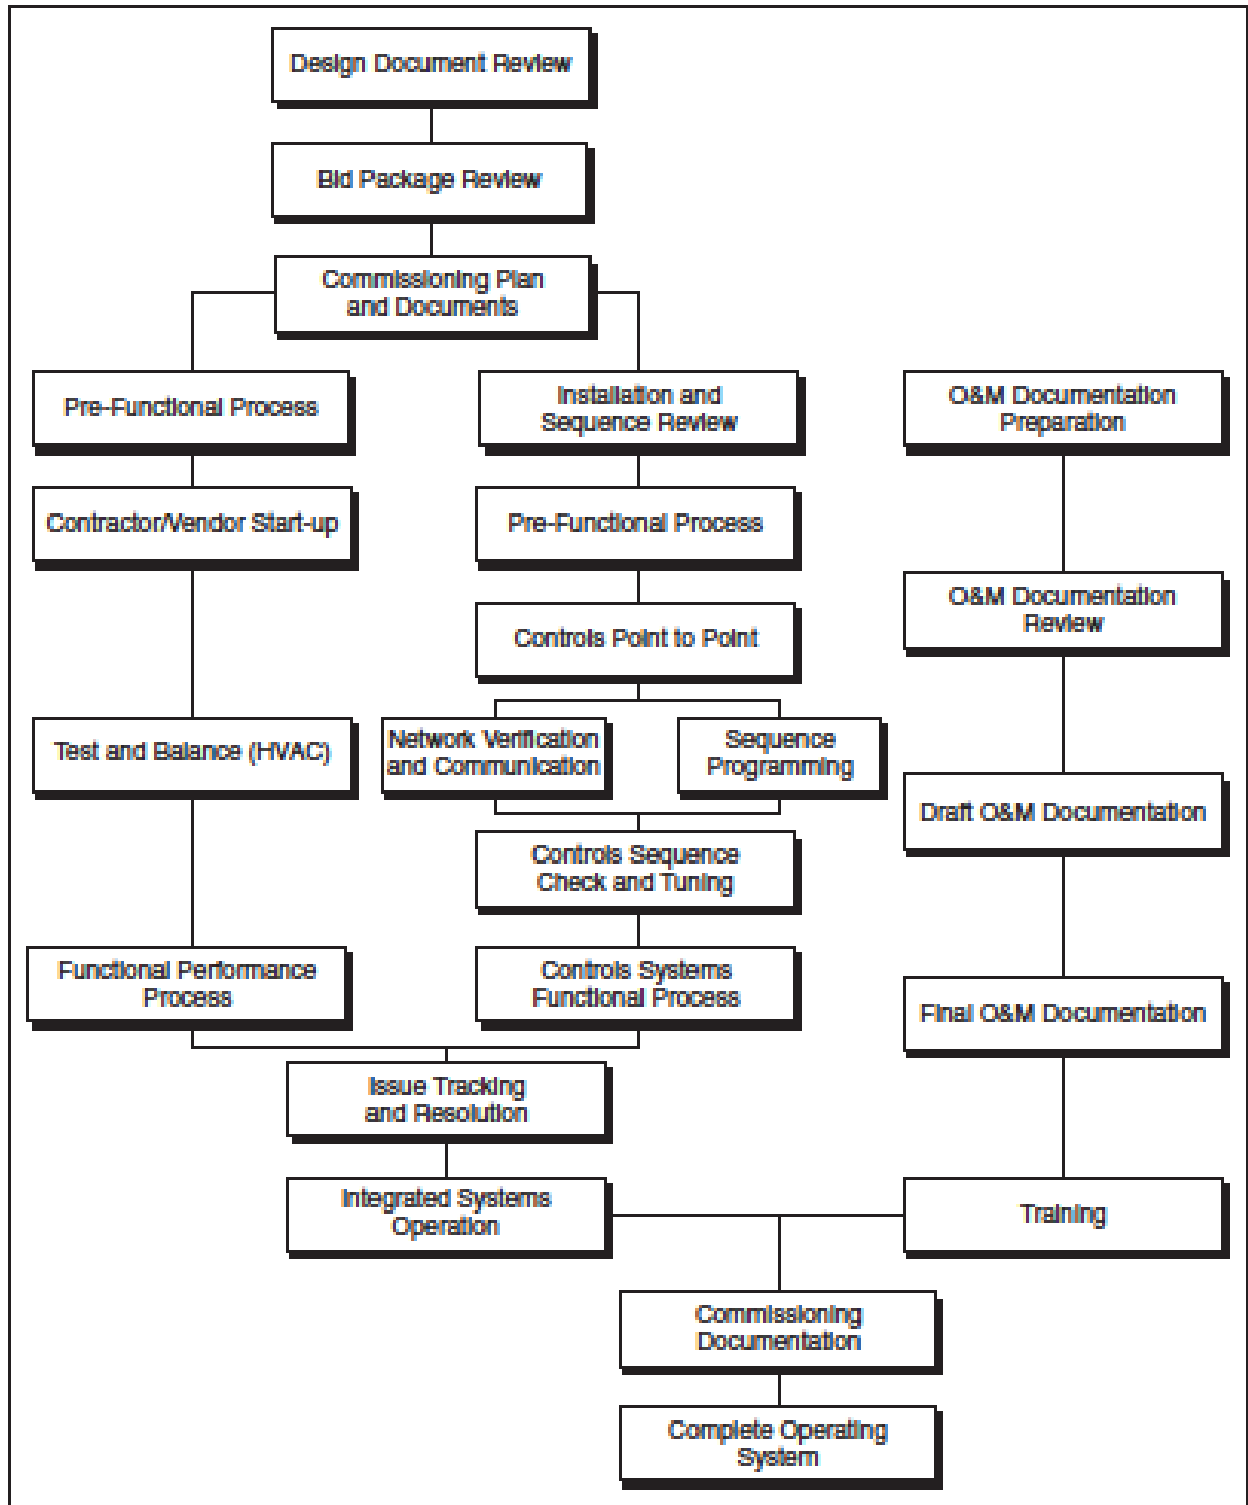 Design Document Review
Bid Package Review
Commissioning Plan
and Documents
Pre-Functional Process
Installation and
Sequence Review
O&M Documentation
Preparation
Contractor/Vendor Start-up
Pre-Functional Process
O&M Documentation
Review
Controls Point to Point
Test and Balance (HVAC)
Network Verification
and Communication
Sequence
Programming
Draft O&M Documentation
Controls Sequence
Check and Tuning
Functional Performance
Process
Controls Systems
Functional Process
Final O&M Documentation
Issue Tracking
and Resolution
Integrated Systems
Operation
Training
Commissioning
Documentation
Complete Operating
System